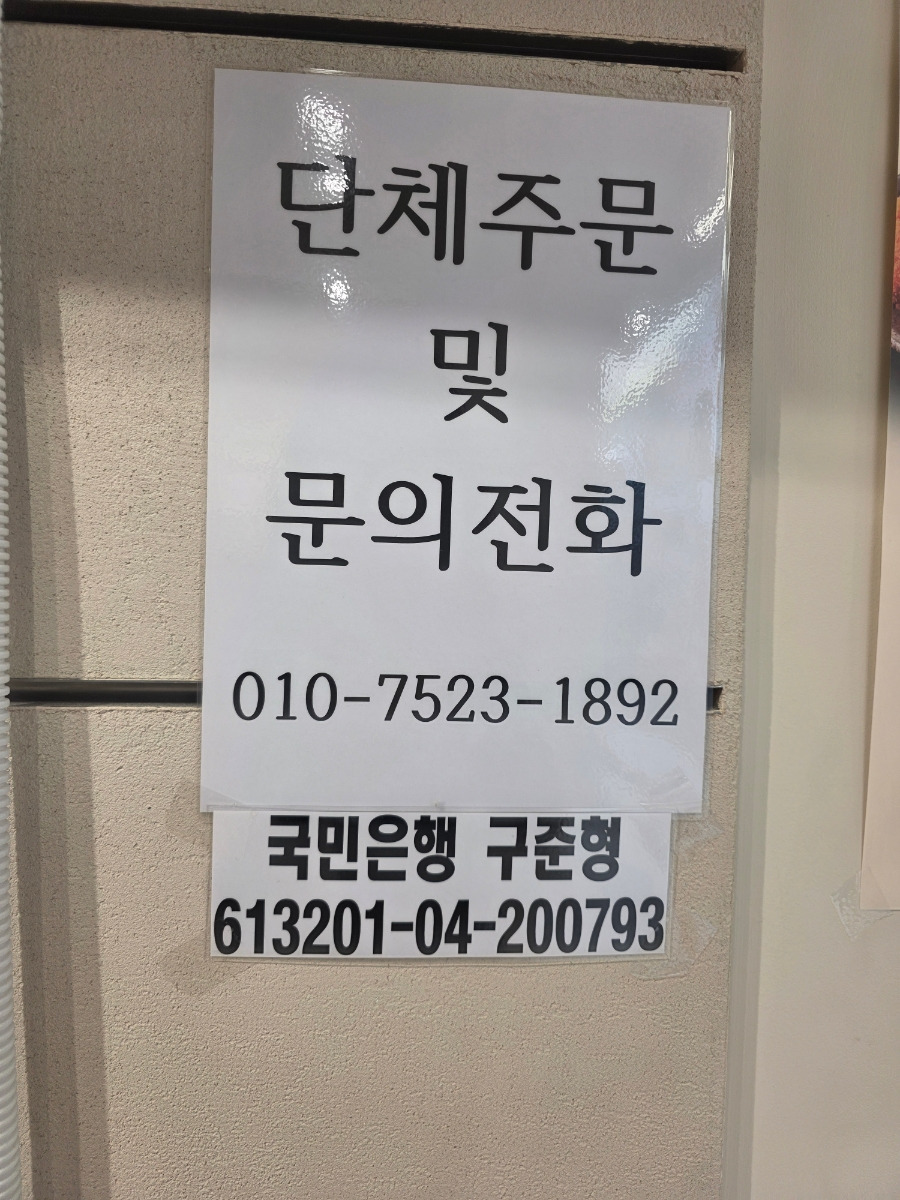 단체주문
및
문의전화
010-7523-1892
국민은행 구준형
613201-04-200793